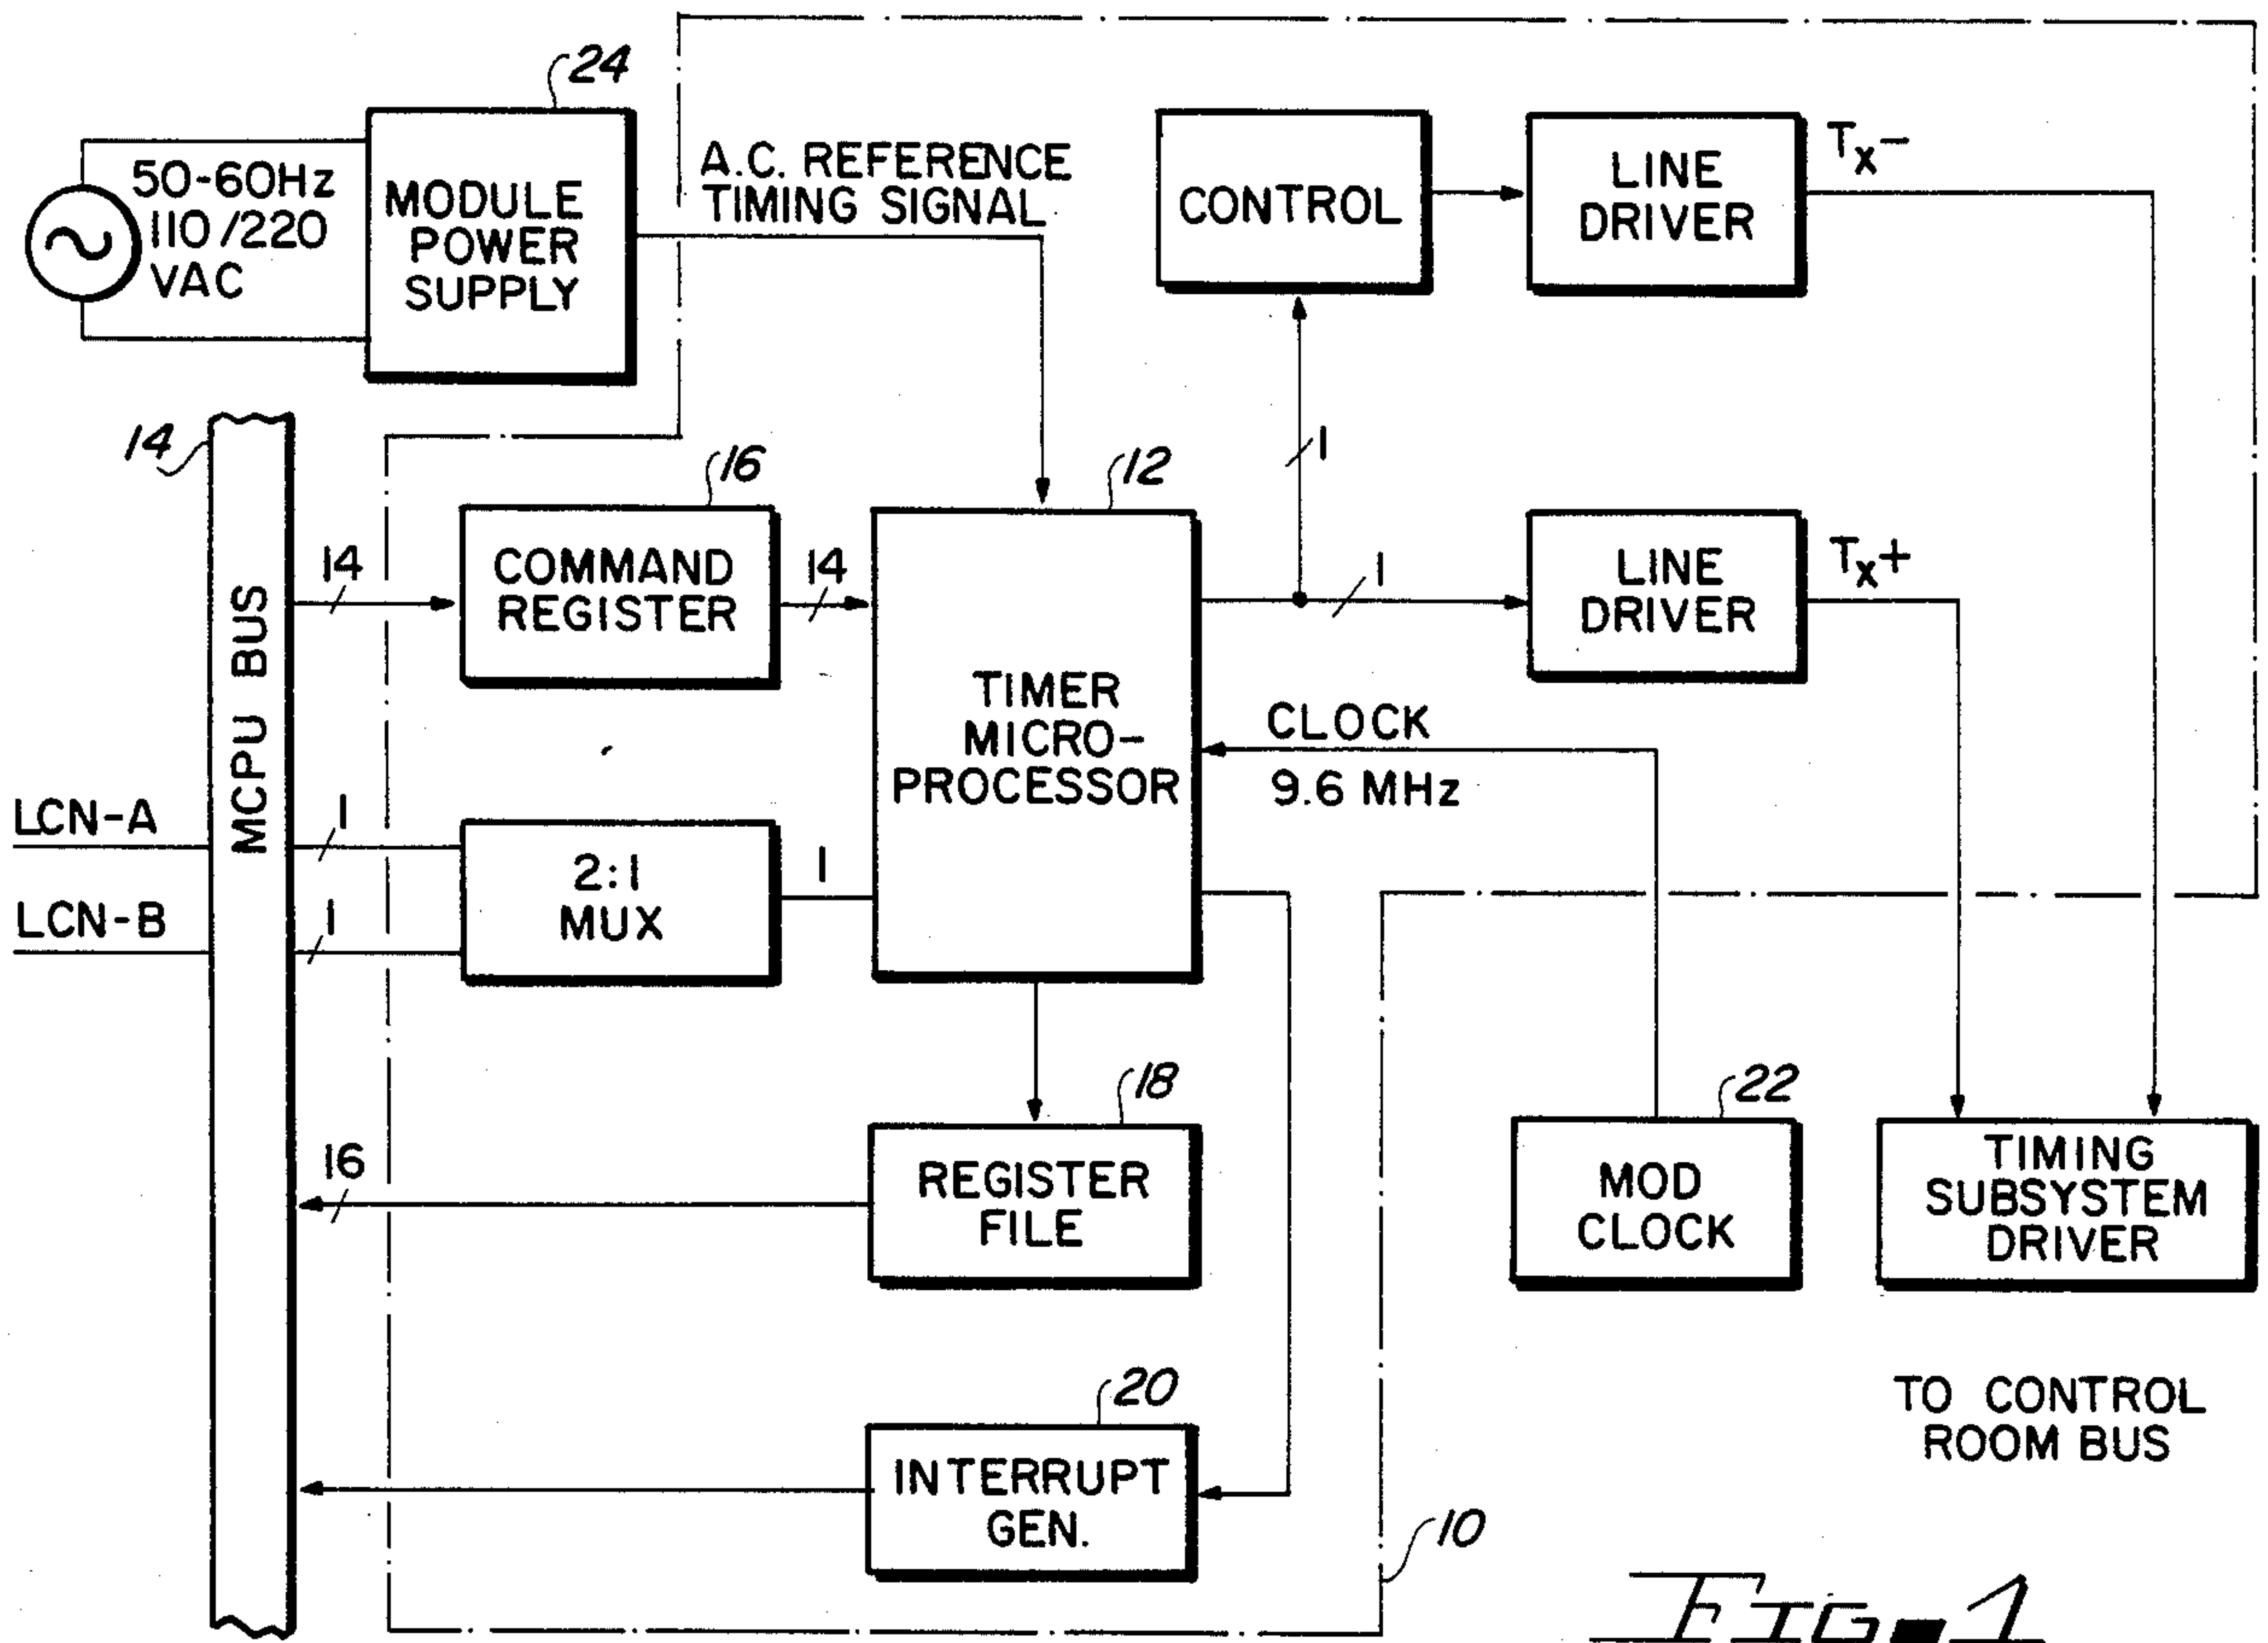 24
50-60Hz
110/220
VAC
MODULE
POWER
SUPPLY
A.C. REFERENCE
TIMING SIGNAL
CONTROL
LINE
DRIVER
Tx-
14
MCPU BUS
14
16
COMMAND
REGISTER
14
12
TIMER
MICRO-
PROCESSOR
1
1
LINE
DRIVER
Tx+
CLOCK
9.6 MHz
LCN-A
1
LCN-B
1
2:1
MUX
1
16
18
REGISTER
FILE
22
MOD
CLOCK
TIMING
SUBSYSTEM
DRIVER
TO CONTROL
ROOM BUS
20
INTERRUPT
GEN.
10
FIG. 1